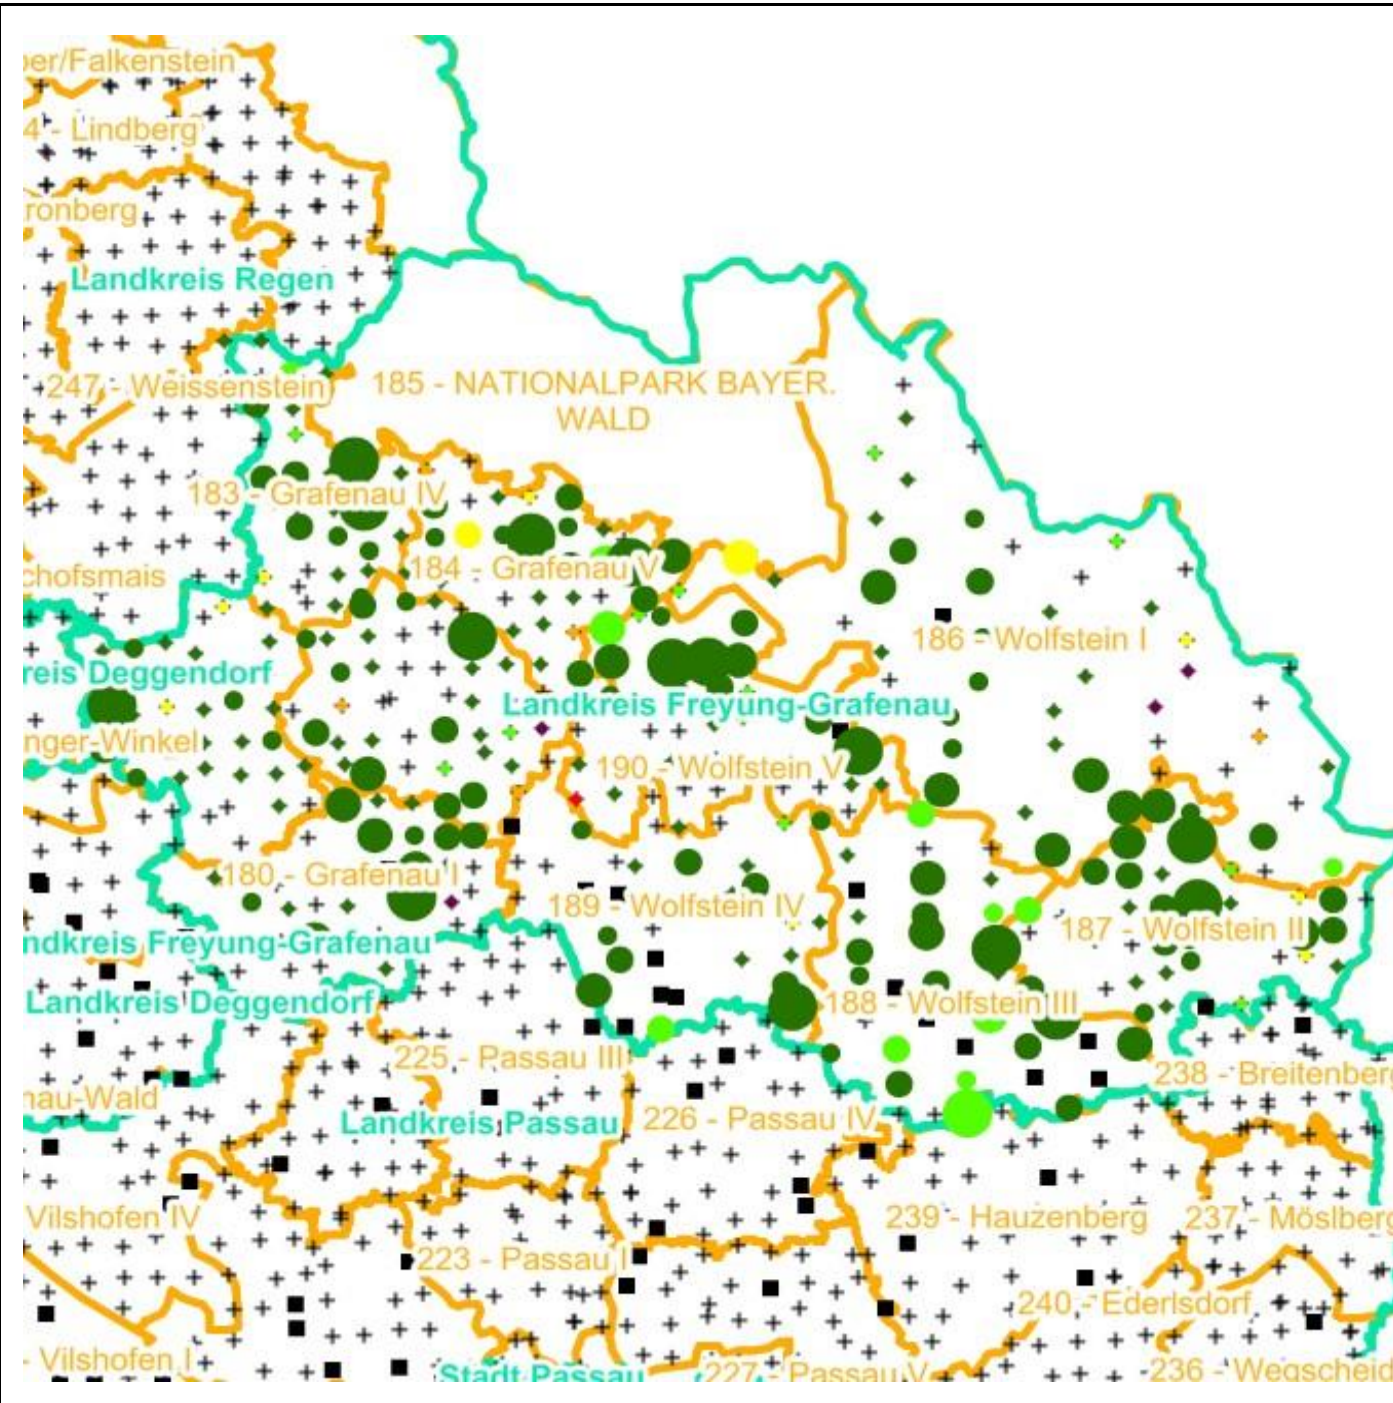 er/Falkenstein
4 - Lindberg
ronberg
Landkreis Regen
247 - Weissenstein
185 - NATIONALPARK BAYER.
WALD
183 - Grafenau IV
184 - Grafenau V
chofsmais
186 - Wolfstein I
reis Deggendorf
Landkreis Freyung-Grafenau
nger-Winkel
190 - Wolfstein V
180 - Grafenau I
189 - Wolfstein IV
187 - Wolfstein II
ndkreis Freyung-Grafenau
Landkreis Deggendorf
188 - Wolfstein III
225 - Passau III
238 - Breitenberg
nau-Wald
Landkreis Passau
226 - Passau IV
Vilshofen IV
239 - Hauzenberg
237 - Möslberg
223 - Passau I
240 - Ederlsdorf
- Vilshofen I
Stadt Passau
227 - Passau V
236 - Wegscheid